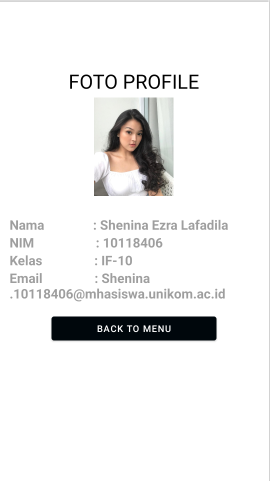 FOTO PROFILE
Nama : Shenina Ezra Lafadila
NIM : 10118406
Kelas : IF-10
Email : Shenina
.10118406@mhasiswa.unikom.ac.id
BACK TO MENU